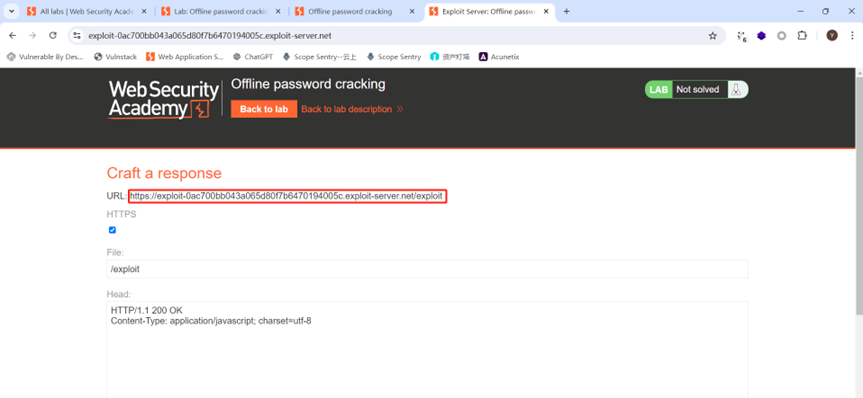 All labs | Web Security Acade
Lab: Offline password crackin
Offline password cracking
Exploit Server: Offline passw
exploit-0ac700bb043a065d80f7b6470194005c.exploit-server.net
Vulnerable By Des...
Vulnstack
Web Application S...
ChatGPT
Scope Sentry--云上
Scope Sentry
资产灯塔
Acunetix
WebSecurity
Academy
Offline password cracking
Back to lab
Back to lab description
LAB
Not solved
Craft a response
URL: https://exploit-0ac700bb043a065d80f7b6470194005c.exploit-server.net/exploit
HTTPS
File:
/exploit
Head:
HTTP/1.1 200 OK
Content-Type: application/javascript; charset=utf-8